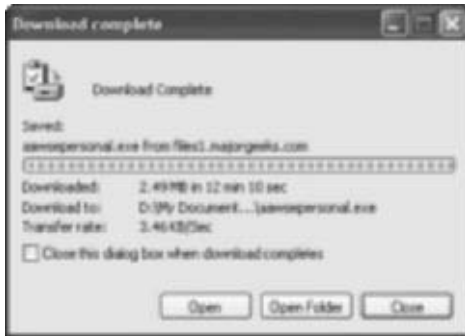 Download complete
Download Complete
Saved:
aawsepersonal.exe from files1.majorgeeks.com
Downloaded: 2.49 MB in 12 min 10 sec
Download to: D:\My Document...\aawsepersonal.exe
Transfer rate: 3.46 KB/Sec
Close this dialog box when download completes
Open
Open Folder
Close